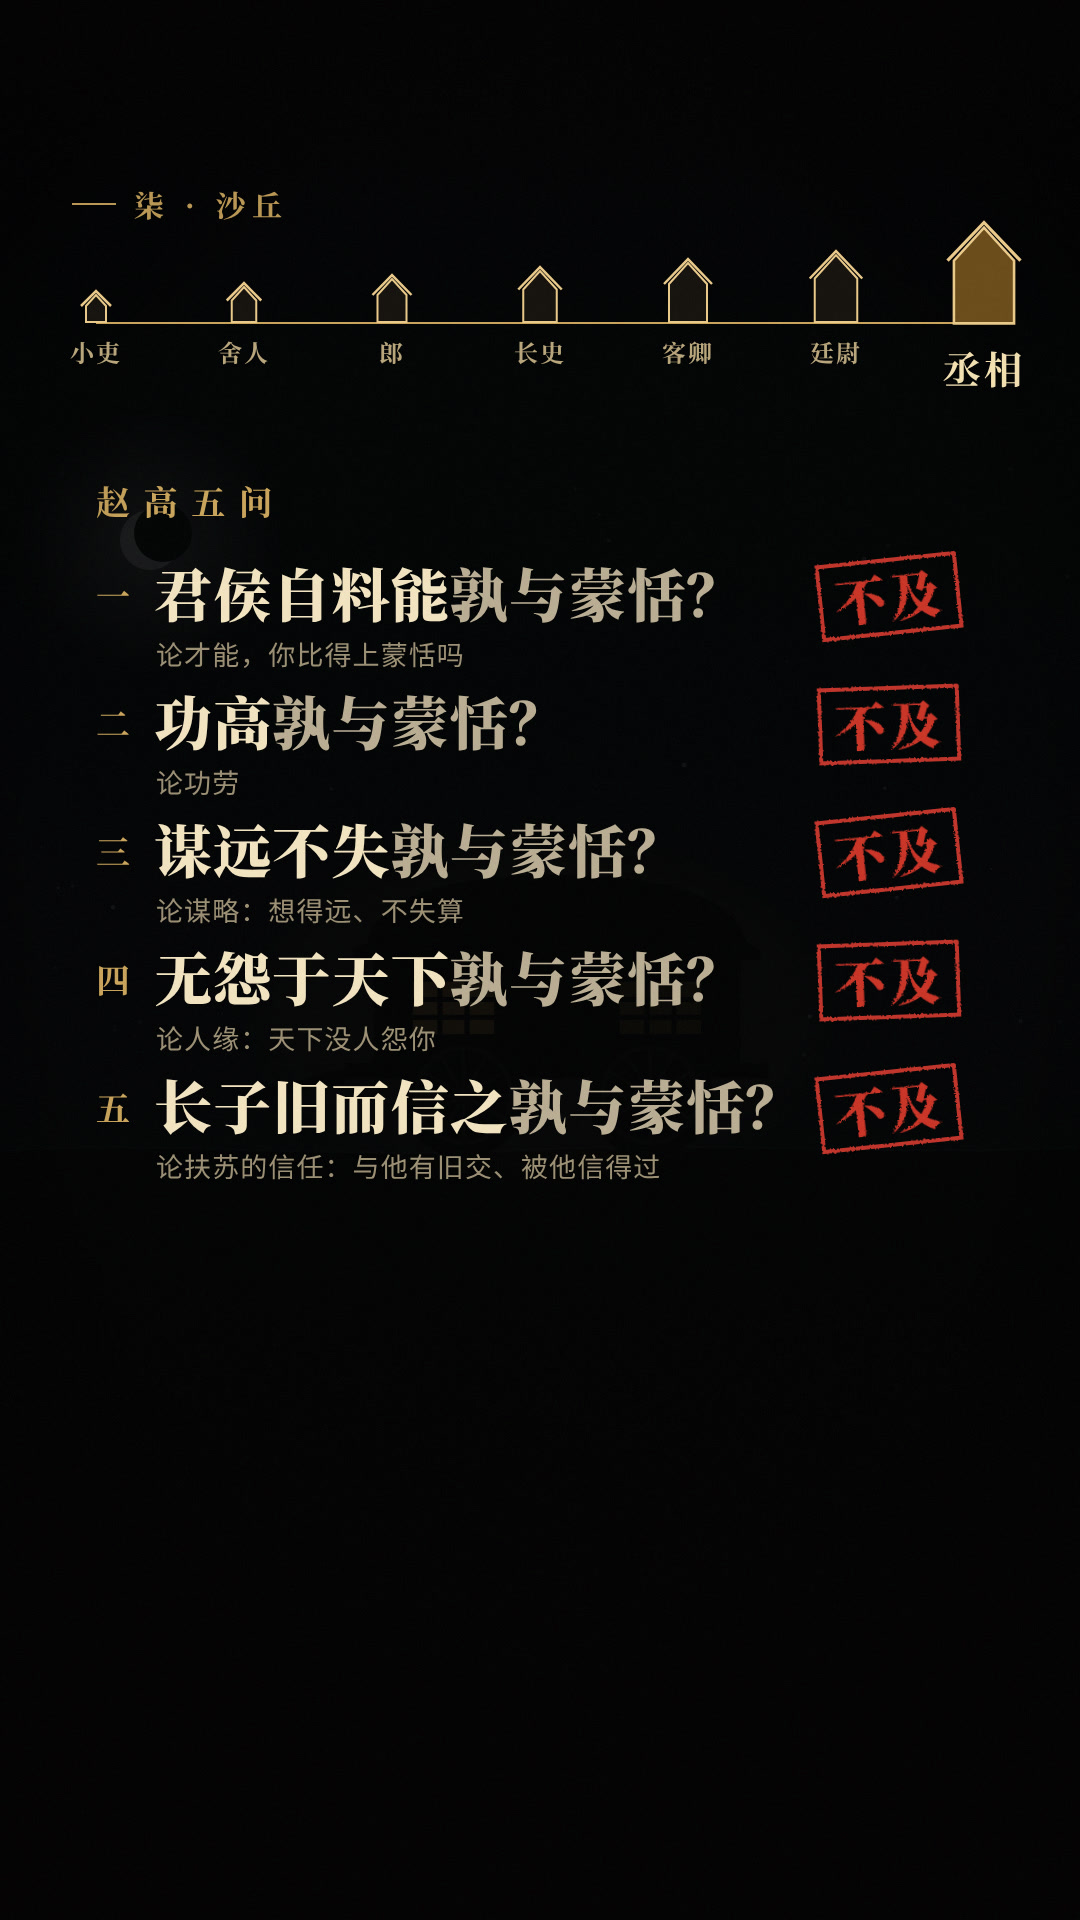 柒 · 沙丘
小吏 舍人 郎 长史 客卿 廷尉 丞相
赵高五问
一 君侯自料能孰与蒙恬? 不及
论才能，你比得上蒙恬吗
二 功高孰与蒙恬? 不及
论功劳
三 谋远不失孰与蒙恬? 不及
论谋略：想得远、不失算
四 无怨于天下孰与蒙恬? 不及
论人缘：天下没人怨你
五 长子旧而信之孰与蒙恬? 不及
论扶苏的信任：与他有旧交、被他信得过